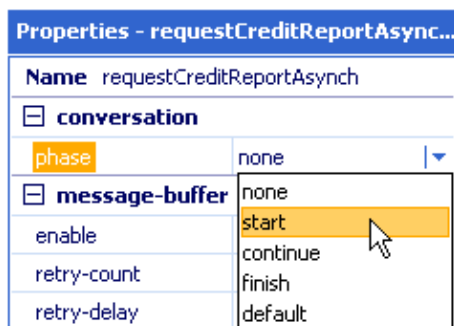 Properties - requestCreditReportAsync...
Name requestCreditReportAsynch
conversation
phase none
message-buffer none
start
enable
continue
retry-count
finish
retry-delay
default